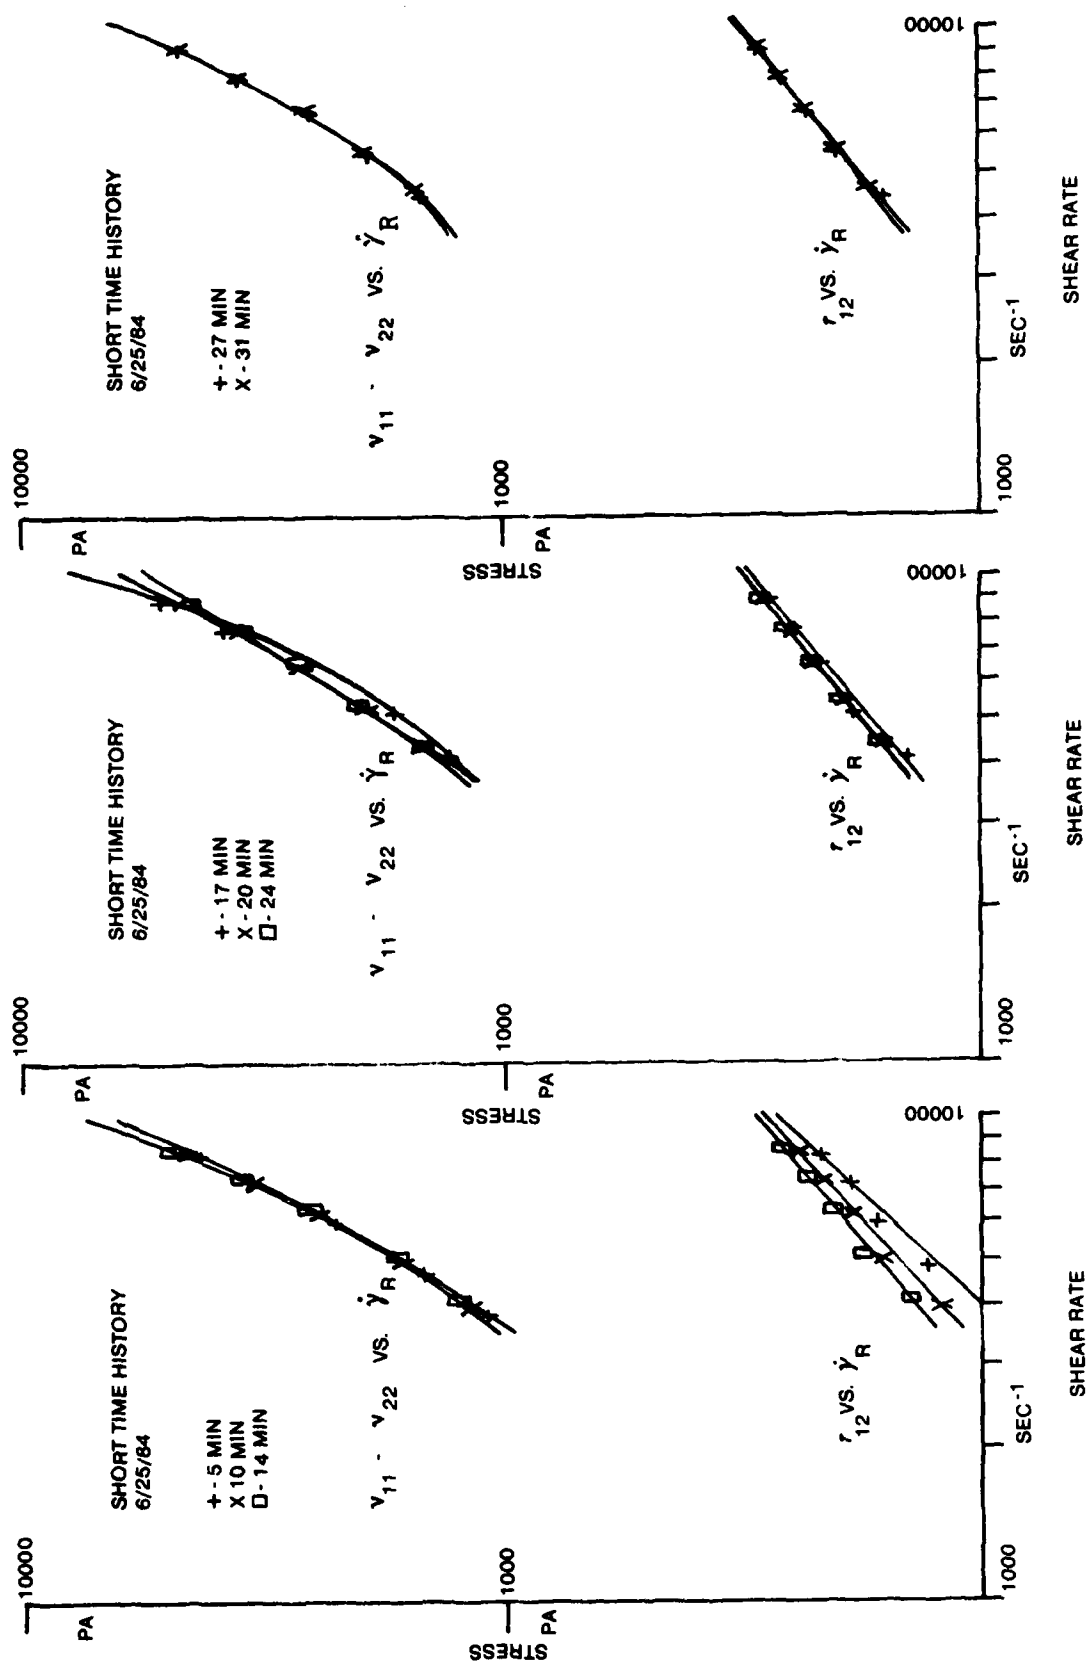 10000
PA
STRESS
1000
PA
SHORT TIME HISTORY
6/25/84
+ - 5 MIN
X 10 MIN
□ - 14 MIN
ν11 - ν22 VS. γ̇R
τ12 VS. γ̇R
1000
SEC-1
10000
SHEAR RATE
10000
PA
STRESS
1000
PA
SHORT TIME HISTORY
6/25/84
+ - 17 MIN
X - 20 MIN
□ - 24 MIN
ν11 - ν22 VS. γ̇R
τ12 VS. γ̇R
1000
SEC-1
10000
SHEAR RATE
10000
PA
STRESS
1000
PA
SHORT TIME HISTORY
6/25/84
+ - 27 MIN
X - 31 MIN
ν11 - ν22 VS. γ̇R
τ12 VS. γ̇R
1000
SEC-1
10000
SHEAR RATE